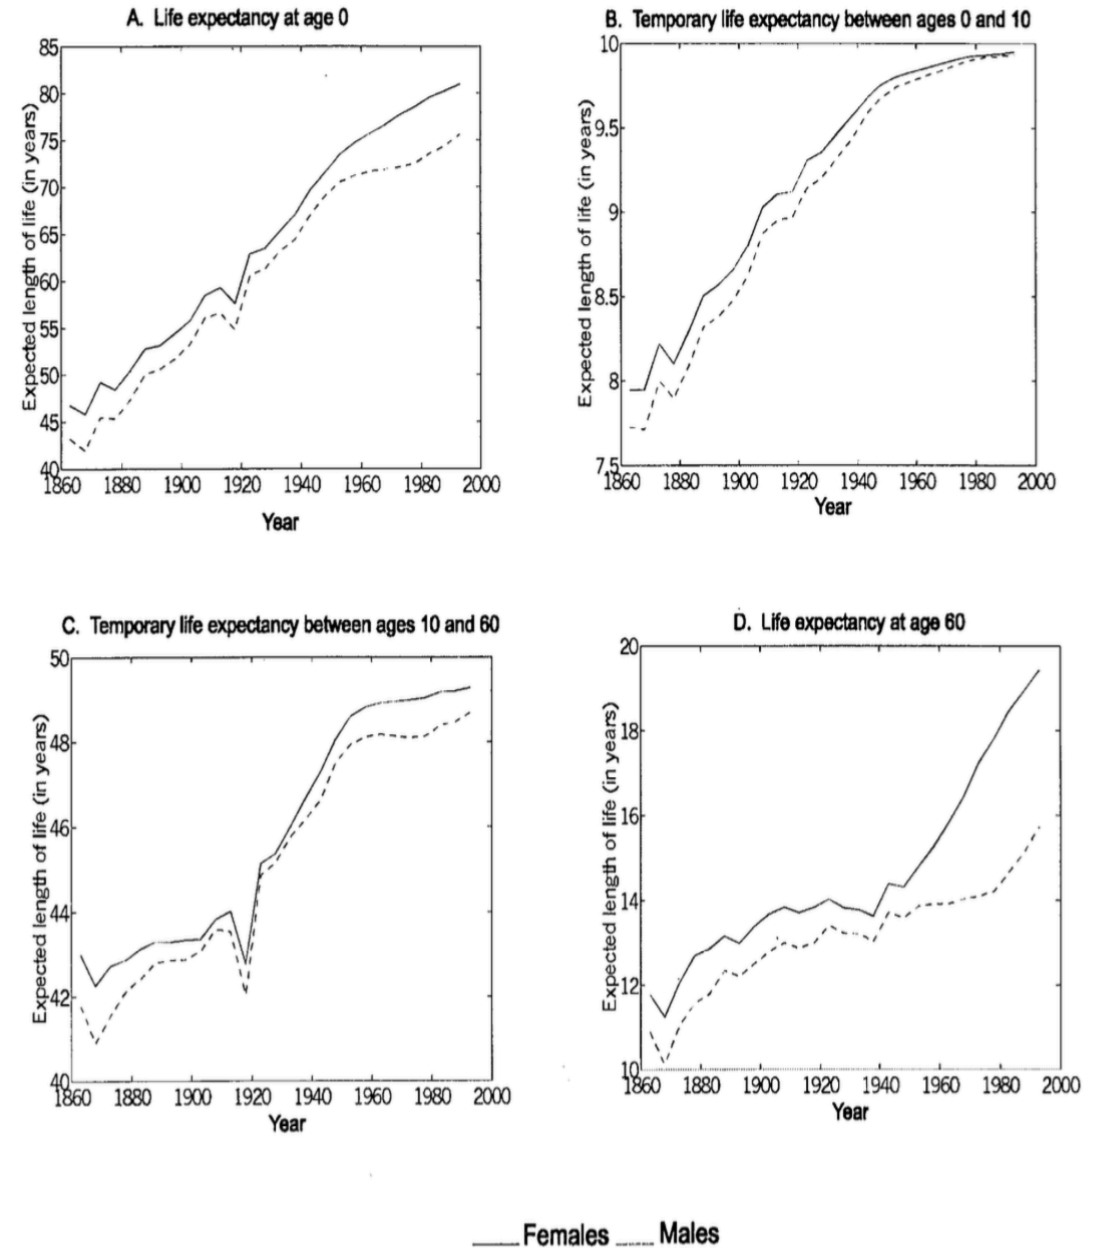 A. Life expectancy at age 0
Expected length of life (in years)
85
80
75
70
65
60
55
50
45
40
1860 1880 1900 1920 1940 1960 1980 2000
Year
B. Temporary life expectancy between ages 0 and 10
Expected length of life (in years)
10
9.5
9
8.5
8
7.5
1860 1880 1900 1920 1940 1960 1980 2000
Year
C. Temporary life expectancy between ages 10 and 60
Expected length of life (in years)
50
48
46
44
42
40
1860 1880 1900 1920 1940 1960 1980 2000
Year
D. Life expectancy at age 60
Expected length of life (in years)
20
18
16
14
12
10
1860 1880 1900 1920 1940 1960 1980 2000
Year
Females Males